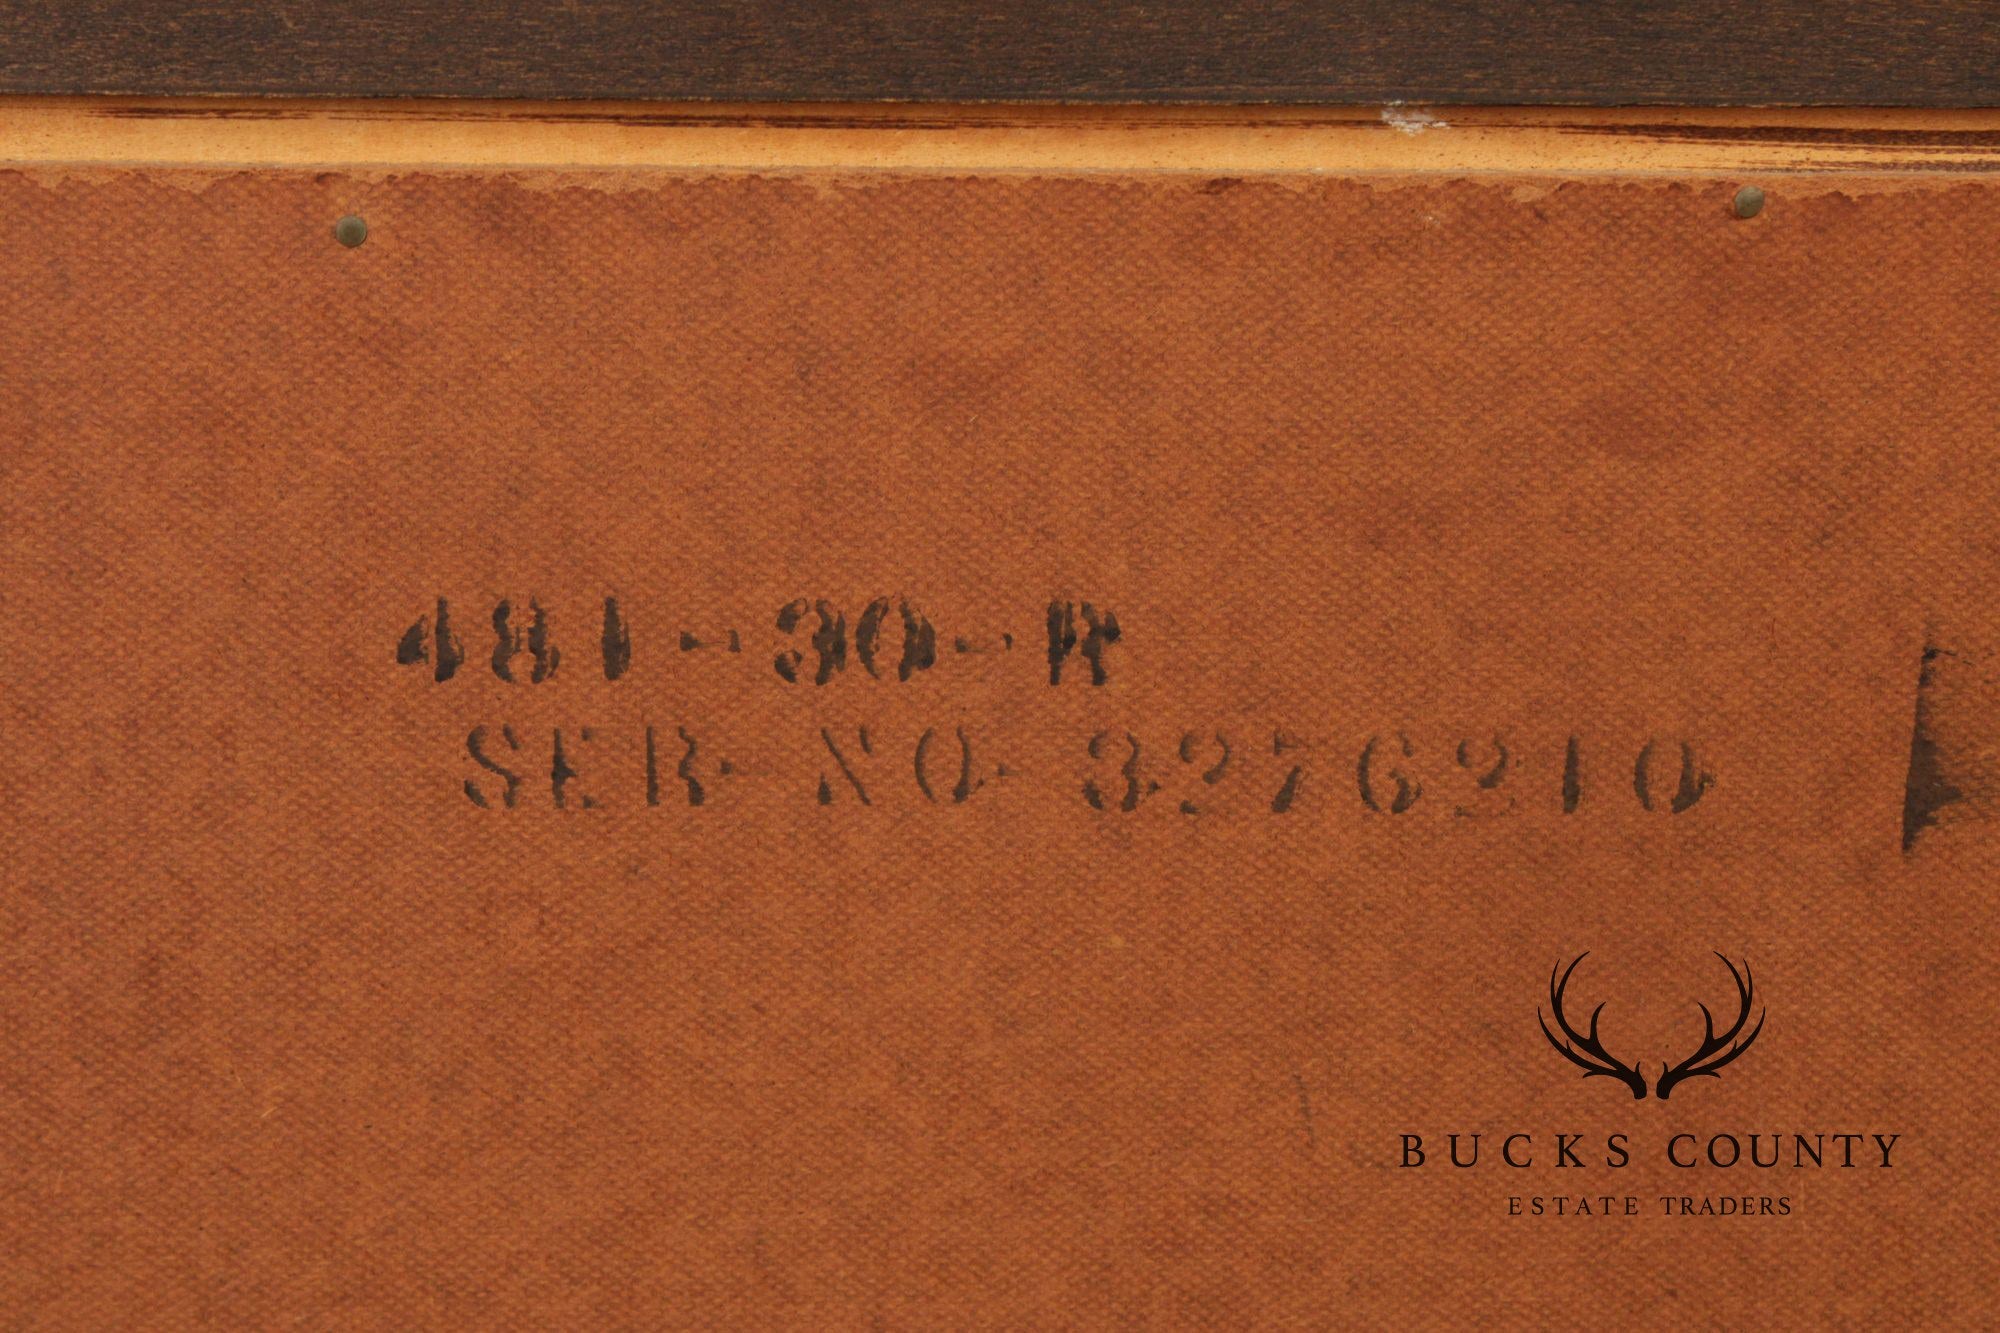 481-30-R
SER. NO. 3276210
BUCKS COUNTY
ESTATE TRADERS